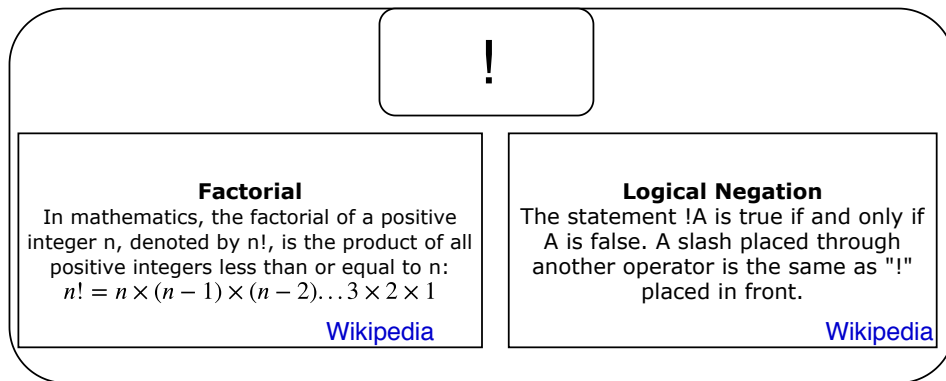 !
Factorial
In mathematics, the factorial of a positive
integer n, denoted by n!, is the product of all
positive integers less than or equal to n:
n! = n × (n − 1) × (n − 2)…3 × 2 × 1
Wikipedia
Logical Negation
The statement !A is true if and only if
A is false. A slash placed through
another operator is the same as "!"
placed in front.
Wikipedia